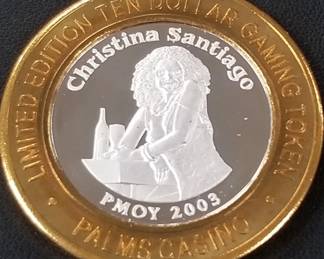 LIMITED EDITION TEN DOLLAR GAMING TOKEN
Christina Santiago
PMOY 2003
• PALMS CASINO •